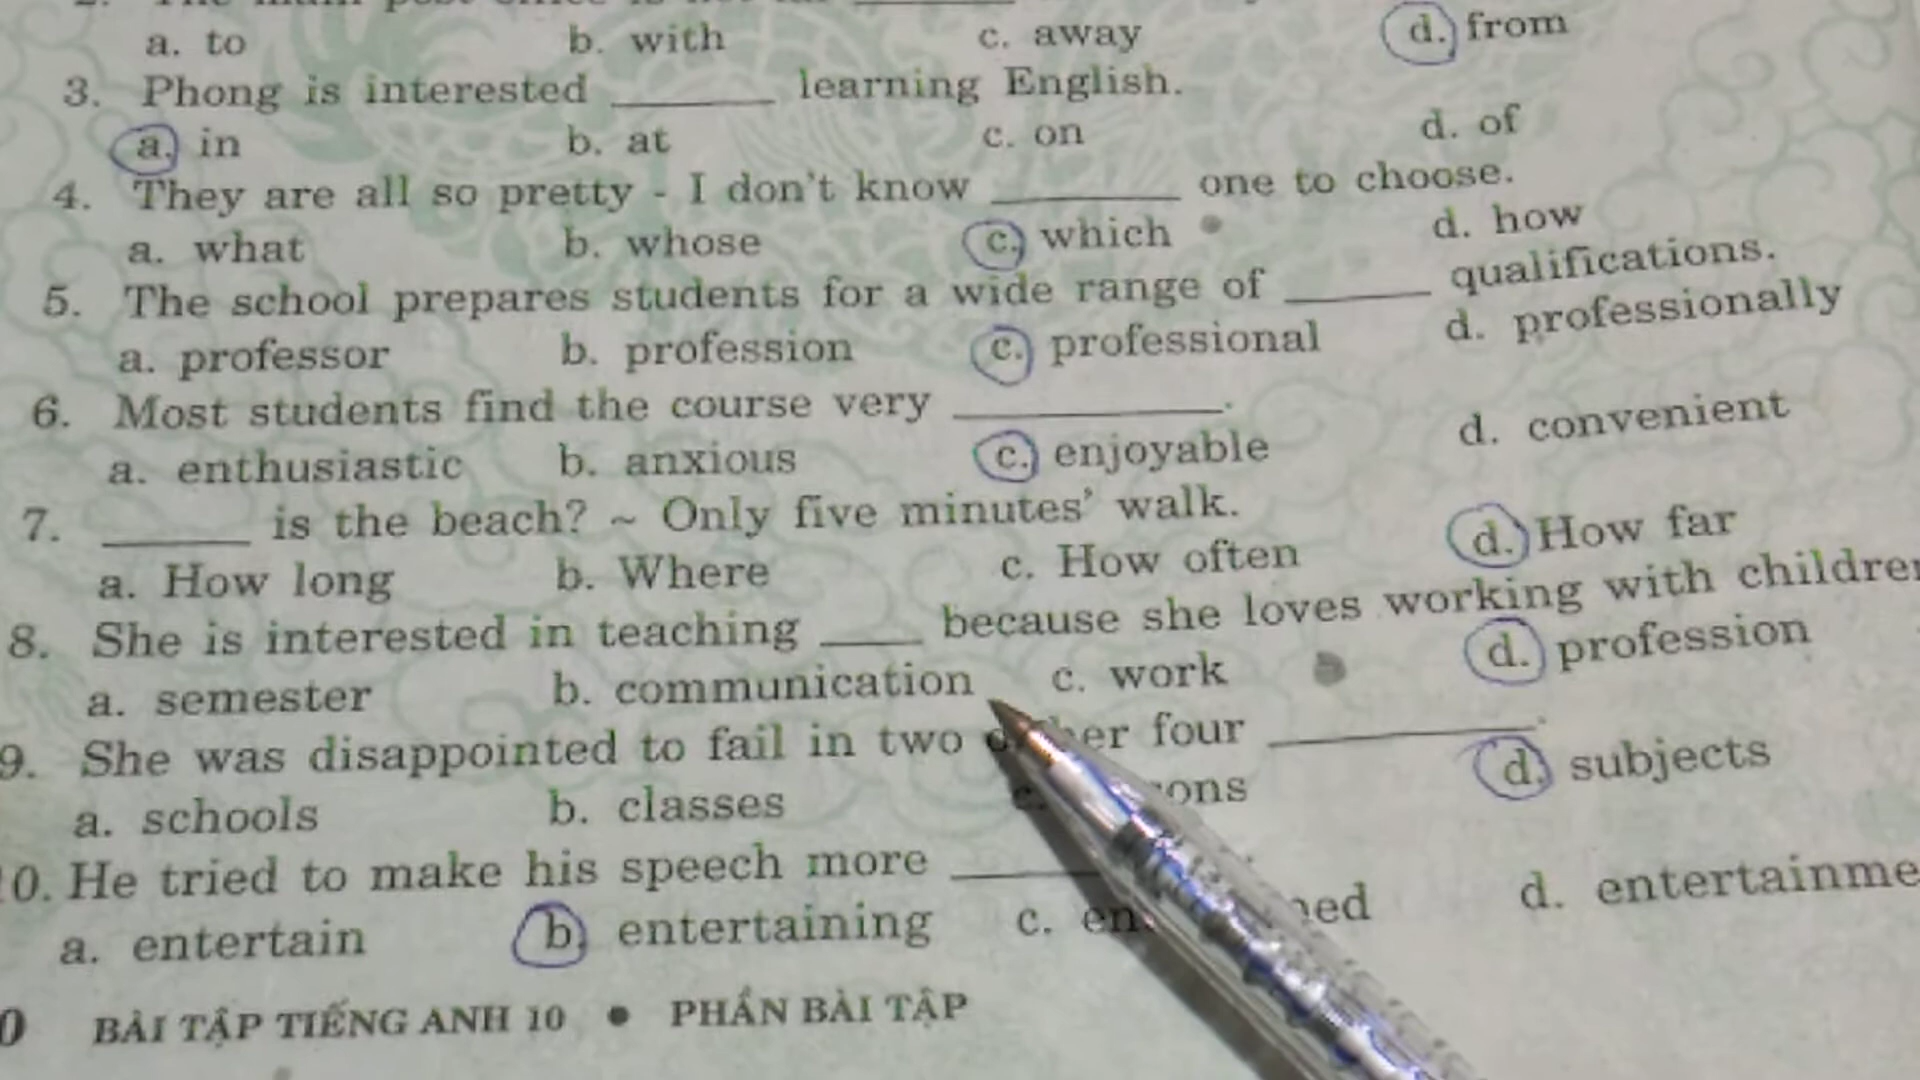 a. to b. with c. away d. from
3. Phong is interested ______ learning English.
a. in b. at c. on d. of
4. They are all so pretty - I don't know ______ one to choose.
a. what b. whose c. which d. how
5. The school prepares students for a wide range of ______ qualifications.
a. professor b. profession c. professional d. professionally
6. Most students find the course very ______.
a. enthusiastic b. anxious c. enjoyable d. convenient
7. ______ is the beach? ~ Only five minutes' walk.
a. How long b. Where c. How often d. How far
8. She is interested in teaching ____ because she loves working with
a. semester b. communication c. work d. profession
9. She was disappointed to fail in two four ______.
a. schools b. classes d. subjects
0. He tried to make his speech more ______
a. entertain b. entertaining c. d.
0 BÀI TẬP TIẾNG ANH 10 • PHẦN BÀI TẬP